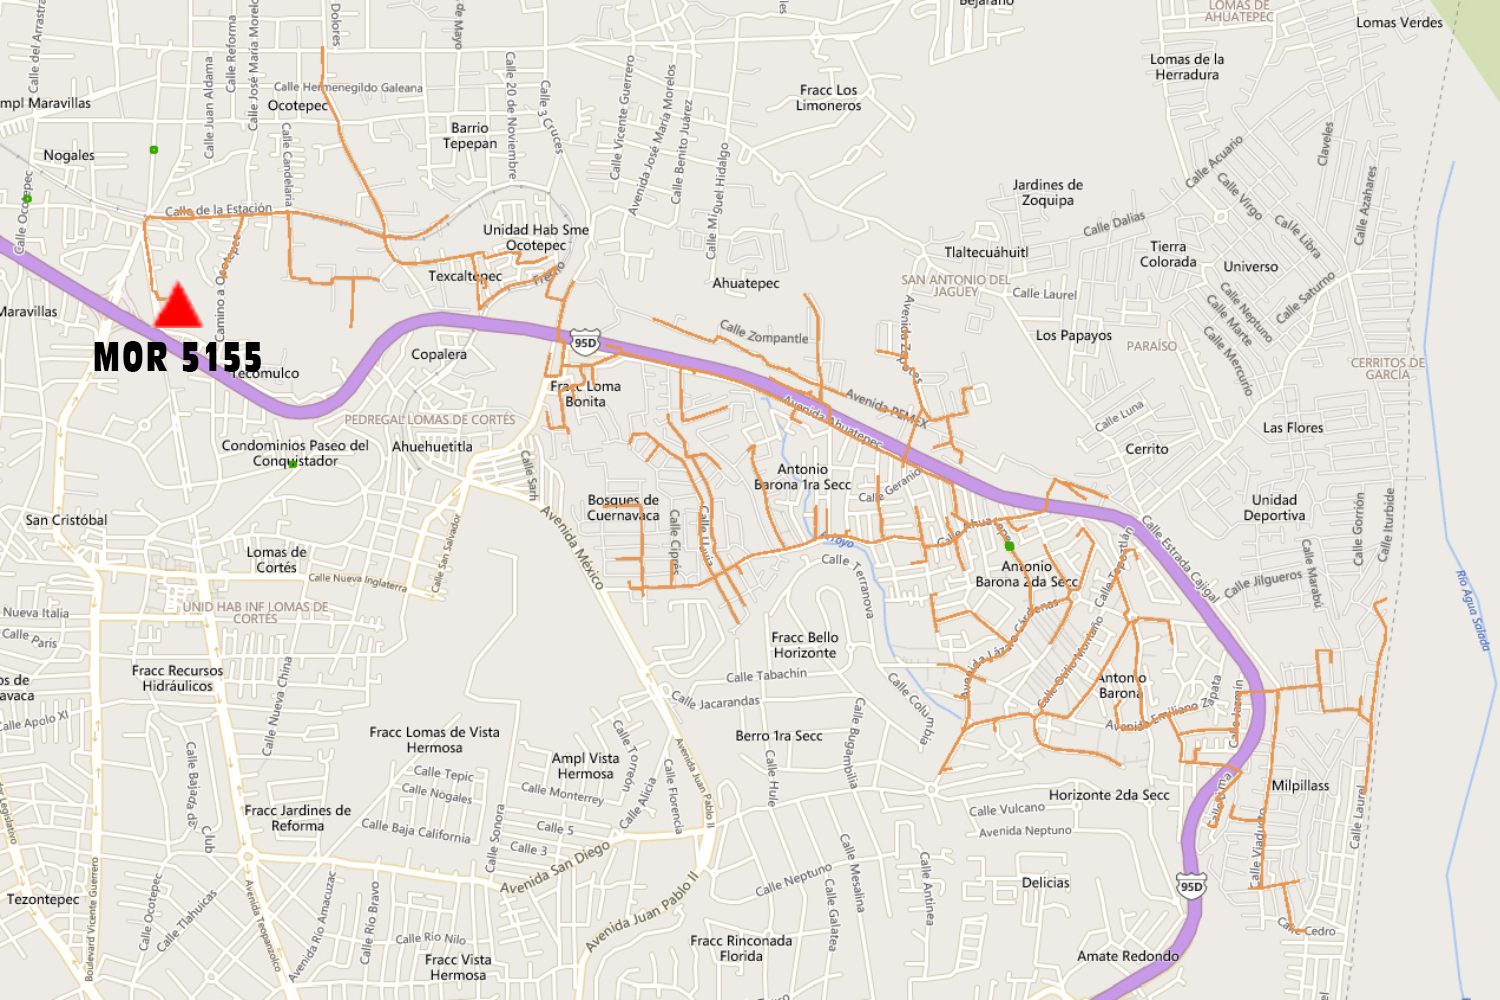 Bejarano
LOMAS DE
AHUATEPEC
Lomas Verdes
Calle del Arrastra
Calle Reforma
Calle José María Morelo
Dolores
de Mayo
Lomas de la
Herradura
Calle Hermenegildo Galeana
Ocotepec
mpl Maravillas
Calle Juan Aldama
Calle 20 de Noviembre
Calle 3 Cruces
Calle Vicente Guerrero
Avenida José María Morelos
Calle Benito Juárez
Fracc Los
Limoneros
Barrio
Tepepan
Nogales
Calle Candelaria
Calle Miguel Hidalgo
Calle Acuario
Claveles
Calle Azahares
Jardines de
Zoquipa
Calle Virgo
Calle Ocotepec
Calle de la Estación
Calle Dalias
Calle Libra
Unidad Hab Sme
Ocotepec
Tlaltecuáhuitl
Tierra
Colorada
Universo
Texcaltepec
Fresno
Ahuatepec
SAN ANTONIO DEL
JAGUEY
Calle Laurel
Calle Saturno
Calle Neptuno
Calle Marte
Calle Mercurio
Maravillas
Camino a Ocotepec
MOR 5155
Tecomulco
Copalera
95D
Calle Zompantle
Los Papayos
PARAÍSO
CERRITOS DE
GARCÍA
Fracc Loma
Bonita
Avenida Ahuatepec
Avenida PEMEX
PEDREGAL LOMAS DE CORTÉS
Calle Luna
Las Flores
Condominios Paseo del
Conquistador
Ahuehuetitla
Cerrito
Calle Sarh
Antonio
Barona 1ra Secc
Calle Geranio
Bosques de
Cuernavaca
Unidad
Deportiva
Calle Gorrión
Calle Iturbide
San Cristóbal
Calle San Salvador
Avenida México
Calle Ciprés
Calle Lluvia
Arroyo
Calle Ahuatepec
Calle Estrada Cajigal
Lomas de
Cortés
Calle Nueva Inglaterra
Calle Terranova
Antonio
Barona 2da Secc
Calle Tepoztlán
Calle Jilgueros
Calle Marabú
Río Agua Salada
Nueva Italia
UNID HAB INF LOMAS DE
CORTÉS
Calle París
Fracc Bello
Horizonte
Avenida Lázaro Cárdenas
Calle Otilio Montaño
Fracc Recursos
Hidráulicos
Calle Nueva China
Calle Tabachín
Calle Jacarandas
Calle Columbia
Antonio
Barona
os de
avaca
Calle Apolo XI
Avenida Emiliano Zapata
Calle Jazmín
Fracc Lomas de Vista
Hermosa
Calle Torreón
Avenida Juan Pablo II
Berro 1ra Secc
Calle Bugambilia
Calle Bajada del
Club
Calle Tepic
Calle Nogales
Ampl Vista
Hermosa
Calle Monterrey
Calle Alicia
Calle Florencia
Calle Hule
Horizonte 2da Secc
Milpillass
Fracc Jardines de
Reforma
Calle Baja California
Calle Sonora
Calle 5
Calle 3
Calle Vulcano
Avenida Neptuno
Calle Viaducto
Calle Laurel
Avenida San Diego
Calle Neptuno
Calle Mesalina
Calle Galatea
Calle Antinea
Delicias
95D
Tezontepec
Boulevard Vicente Guerrero
Calle Ocotepec
Calle Tlahuicas
Avenida Teopanzolco
Avenida Río Amacuzac
Calle Río Bravo
Calle Río Nilo
Avenida Juan Pablo II
Fracc Rinconada
Florida
Fracc Vista
Hermosa
Cedro
Amate Redondo